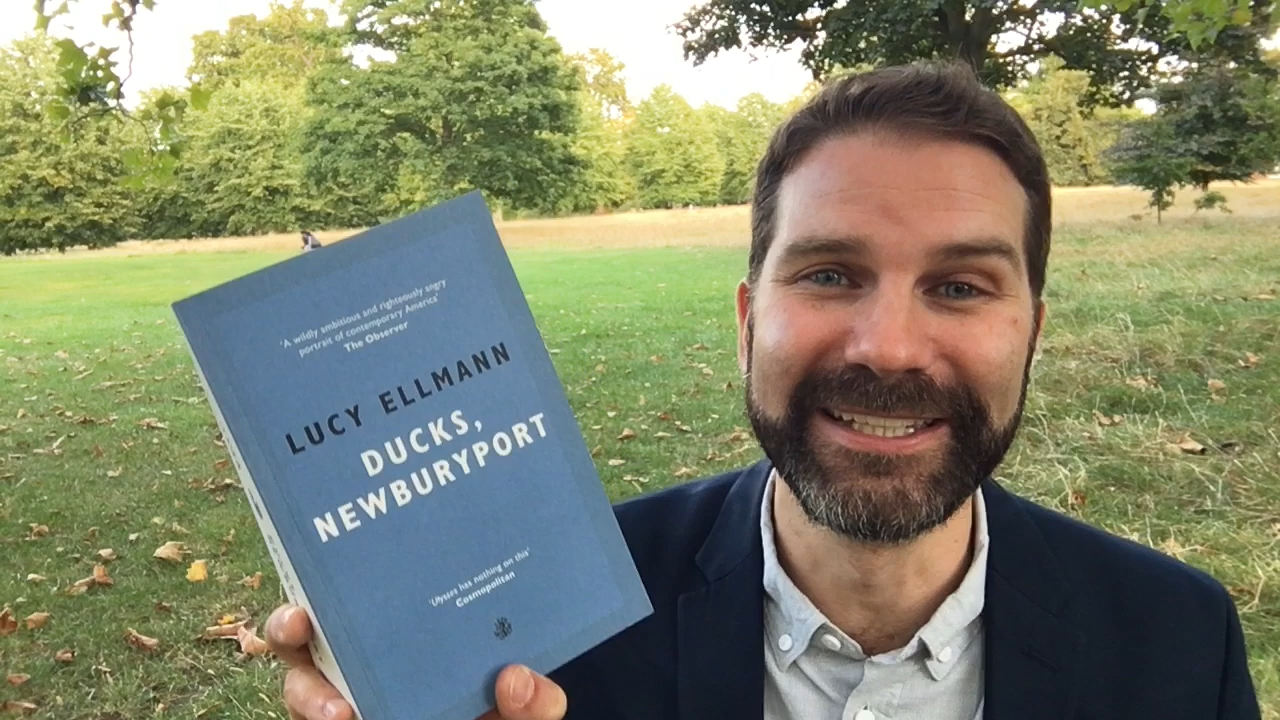 'A wildly ambitious and righteously angry
portrait of contemporary America'
The Observer
LUCY ELLMANN
DUCKS,
NEWBURYPORT
'Ulysses has nothing on this'
Cosmopolitan